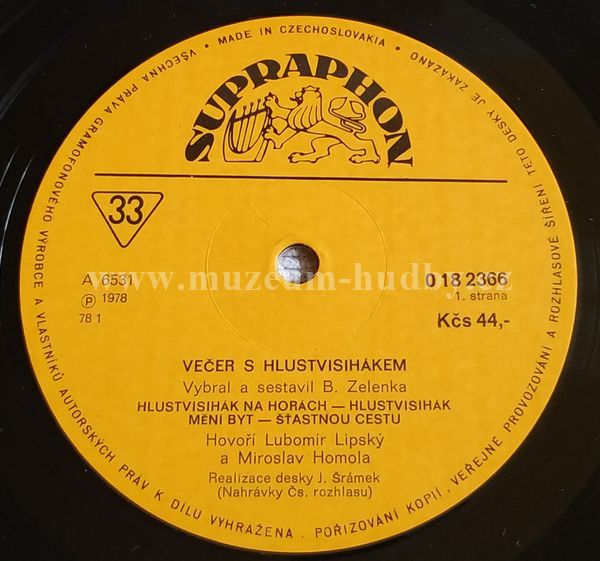 VŠECHNA PRÁVA GRAMOFONOVÉHO VÝROBCE A VLASTNÍKŮ AUTORSKÝCH PRÁV K DÍLU VYHRAŽENA. POŘIZOVÁNÍ KOPIÍ, VEŘEJNÉ PROVOZOVÁNÍ A ROZHLASOVÉ ŠÍŘENÍ TÉTO DESKY JE ZAKÁZÁNO • MADE IN CZECHOSLOVAKIA •
SUPRAPHON
33
A 6531
Ⓟ 1978
78 1
0 18 2366
1. strana
Kčs 44,-
www.muzeum-hudby.cz
VEČER S HLUSTVISIHÁKEM
Vybral a sestavil B. Zelenka
HLUSTVISIHÁK NA HORÁCH — HLUSTVISIHÁK
MĚNÍ BYT — ŠŤASTNOU CESTU
Hovoří Lubomír Lipský
a Miroslav Homola
Realizace desky J. Šrámek
(Nahrávky Čs. rozhlasu)